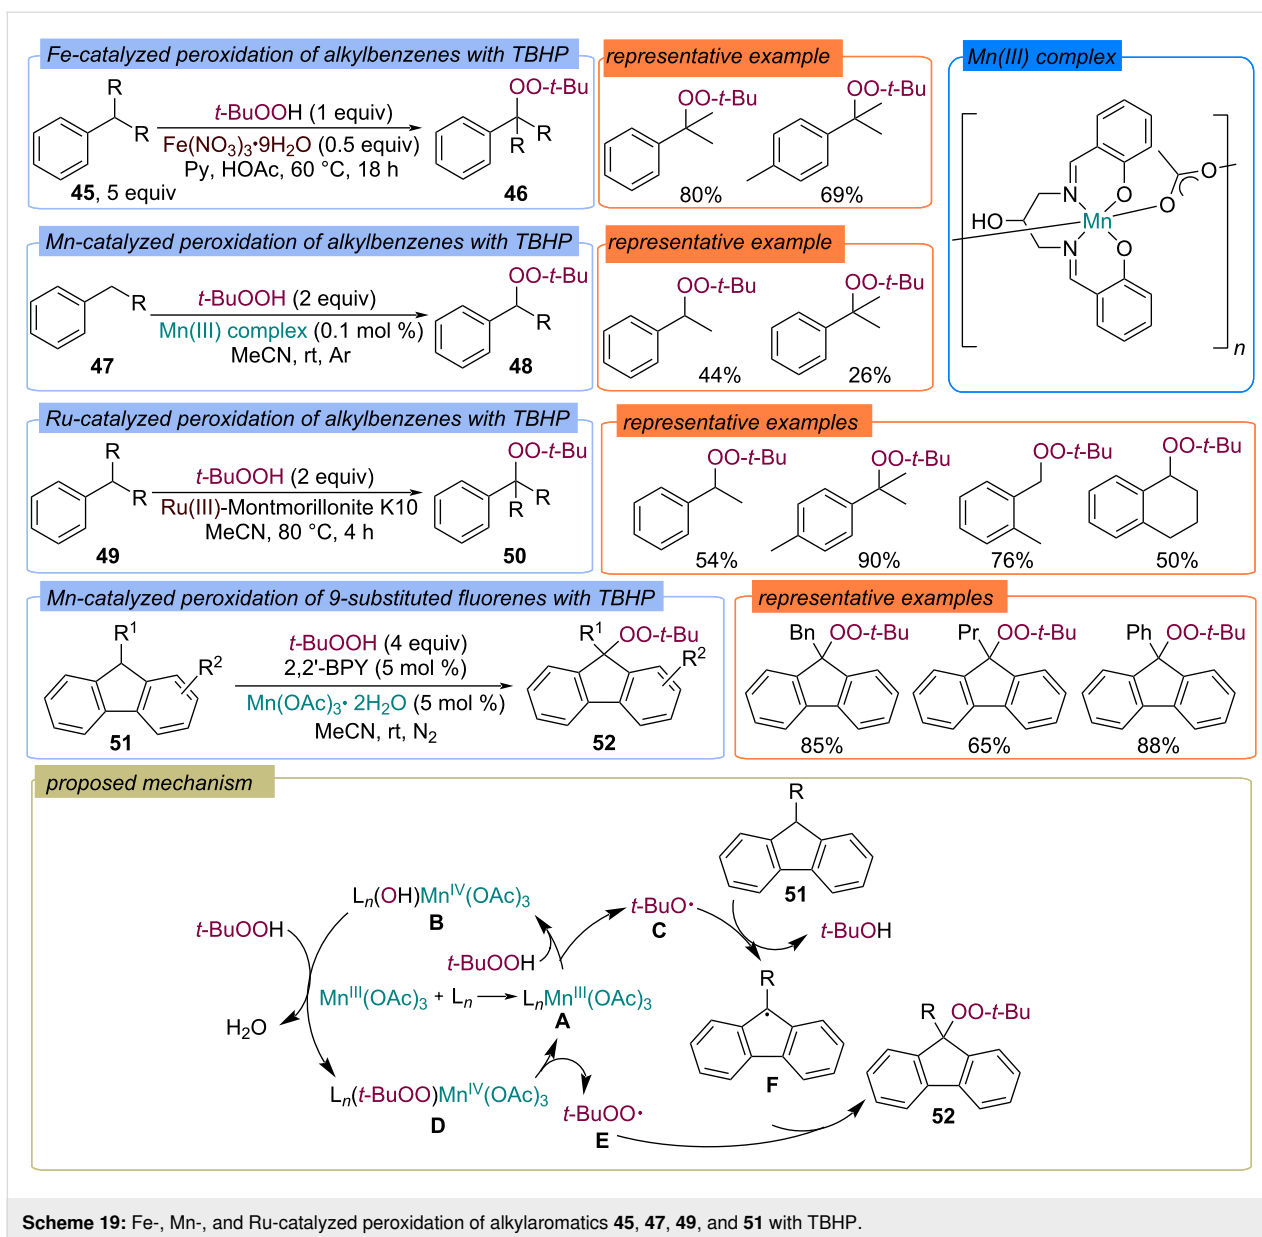 Fe-catalyzed peroxidation of alkylbenzenes with TBHP
R
R
45, 5 equiv
t-BuOOH (1 equiv)
Fe(NO3)3•9H2O (0.5 equiv)
Py, HOAc, 60 °C, 18 h
OO-t-Bu
R
R
46
representative example
OO-t-Bu
80%
OO-t-Bu
69%
Mn(III) complex
HO
N
N
O
O
Mn
O
O
n
Mn-catalyzed peroxidation of alkylbenzenes with TBHP
R
47
t-BuOOH (2 equiv)
Mn(III) complex (0.1 mol %)
MeCN, rt, Ar
OO-t-Bu
R
48
representative example
OO-t-Bu
44%
OO-t-Bu
26%
Ru-catalyzed peroxidation of alkylbenzenes with TBHP
R
R
49
t-BuOOH (2 equiv)
Ru(III)-Montmorillonite K10
MeCN, 80 °C, 4 h
OO-t-Bu
R
R
50
representative examples
OO-t-Bu
54%
OO-t-Bu
90%
OO-t-Bu
76%
OO-t-Bu
50%
Mn-catalyzed peroxidation of 9-substituted fluorenes with TBHP
R1
R2
51
t-BuOOH (4 equiv)
2,2'-BPY (5 mol %)
Mn(OAc)3• 2H2O (5 mol %)
MeCN, rt, N2
R1
OO-t-Bu
R2
52
representative examples
Bn
OO-t-Bu
85%
Pr
OO-t-Bu
65%
Ph
OO-t-Bu
88%
proposed mechanism
R
51
Ln(OH)MnIV(OAc)3
B
t-BuO•
C
t-BuOH
t-BuOOH
t-BuOOH
MnIII(OAc)3 + Ln
LnMnIII(OAc)3
A
H2O
R
•
F
R
OO-t-Bu
52
Ln(t-BuOO)MnIV(OAc)3
D
t-BuOO•
E
Scheme 19: Fe-, Mn-, and Ru-catalyzed peroxidation of alkylaromatics 45, 47, 49, and 51 with TBHP.